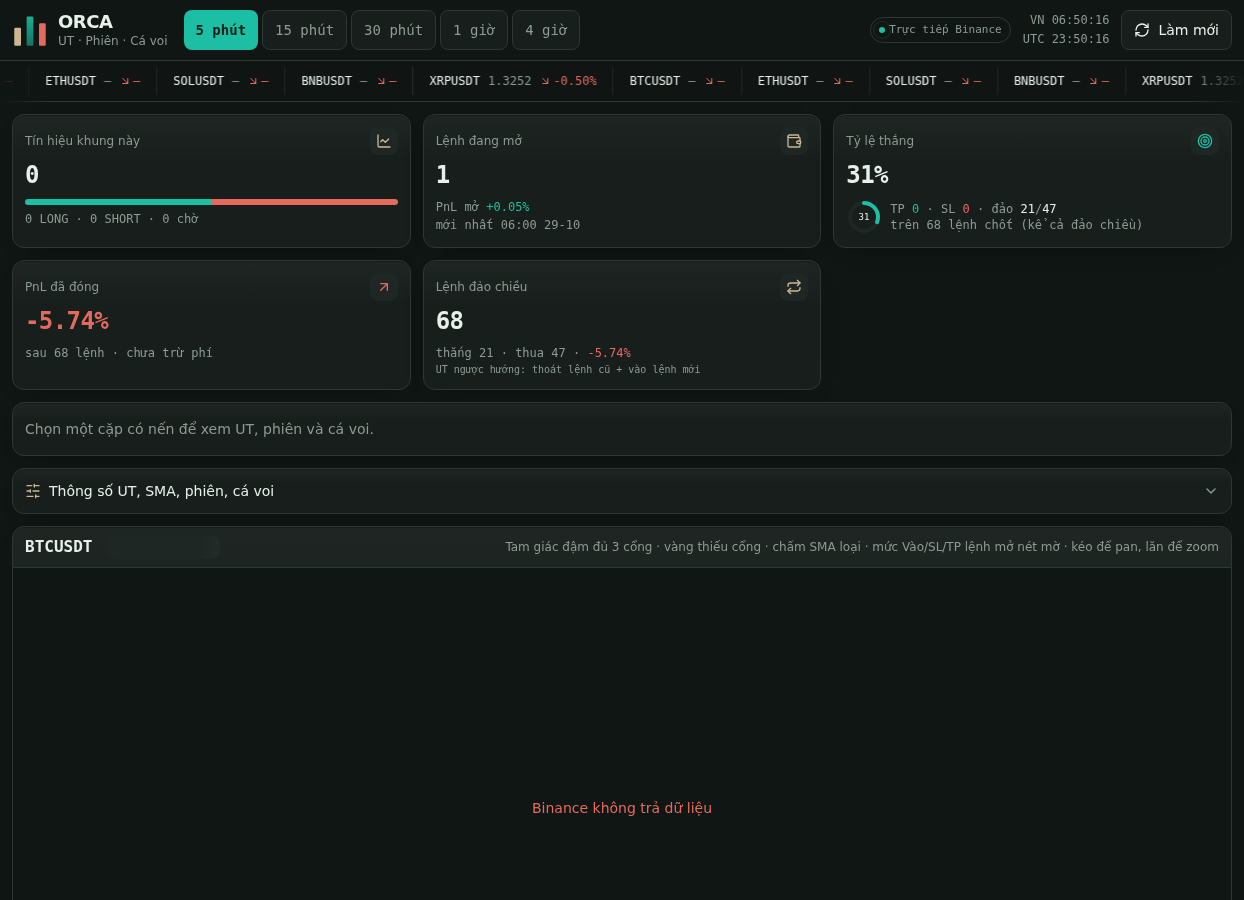 ORCA
UT · Phiên · Cá voi
5 phút
15 phút
30 phút
1 giờ
4 giờ
Trực tiếp Binance
VN 06:50:16
UTC 23:50:16
Làm mới
— ETHUSDT — ↘ — SOLUSDT — ↘ — BNBUSDT — ↘ — XRPUSDT 1.3252 ↘ -0.50% BTCUSDT — ↘ — ETHUSDT — ↘ — SOLUSDT — ↘ — BNBUSDT — ↘ — XRPUSDT 1.3252
Tín hiệu khung này
0
0 LONG · 0 SHORT · 0 chờ
Lệnh đang mở
1
PnL mở +0.05%
mới nhất 06:00 29-10
Tỷ lệ thắng
31%
31
TP 0 · SL 0 · đảo 21/47
trên 68 lệnh chốt (kể cả đảo chiều)
PnL đã đóng
-5.74%
sau 68 lệnh · chưa trừ phí
Lệnh đảo chiều
68
thắng 21 · thua 47 · -5.74%
UT ngược hướng: thoát lệnh cũ + vào lệnh mới
Chọn một cặp có nến để xem UT, phiên và cá voi.
Thông số UT, SMA, phiên, cá voi
BTCUSDT
Tam giác đậm đủ 3 cổng · vàng thiếu cổng · chấm SMA loại · mức Vào/SL/TP lệnh mở nét mờ · kéo để pan, lăn để zoom
Binance không trả dữ liệu